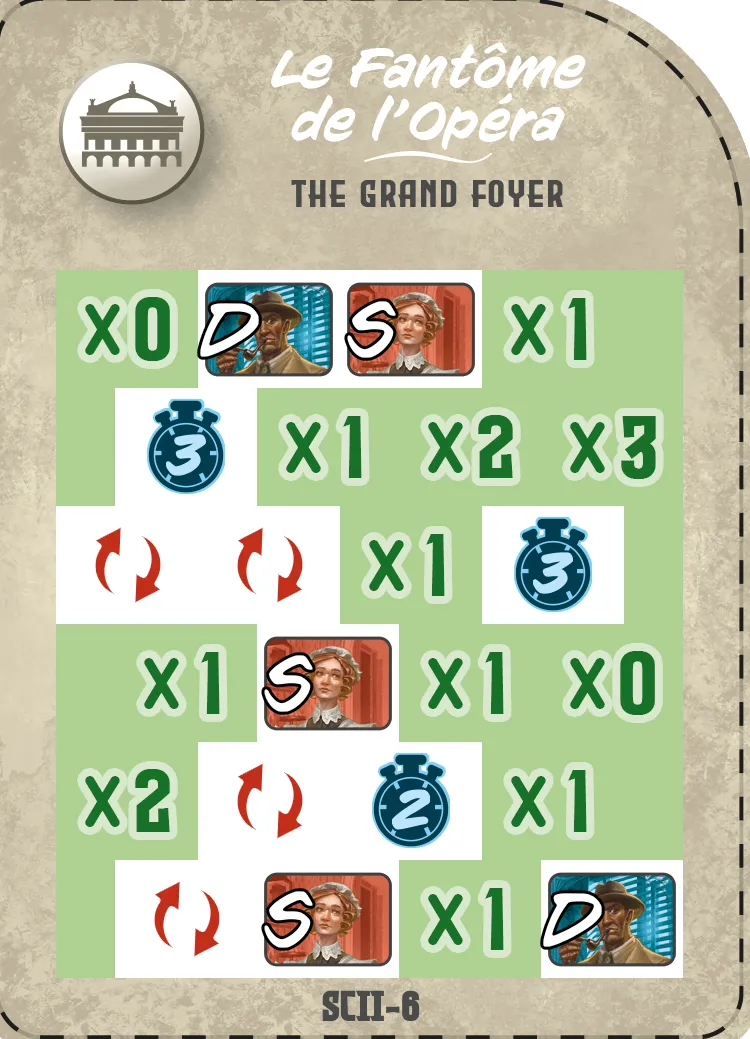 Le Fantôme
de l'Opéra
THE GRAND FOYER
X0 D S X1
3 X1 X2 X3
X1 3
X1 S X1 X0
X2 2 X1
S X1 D
SCII-6